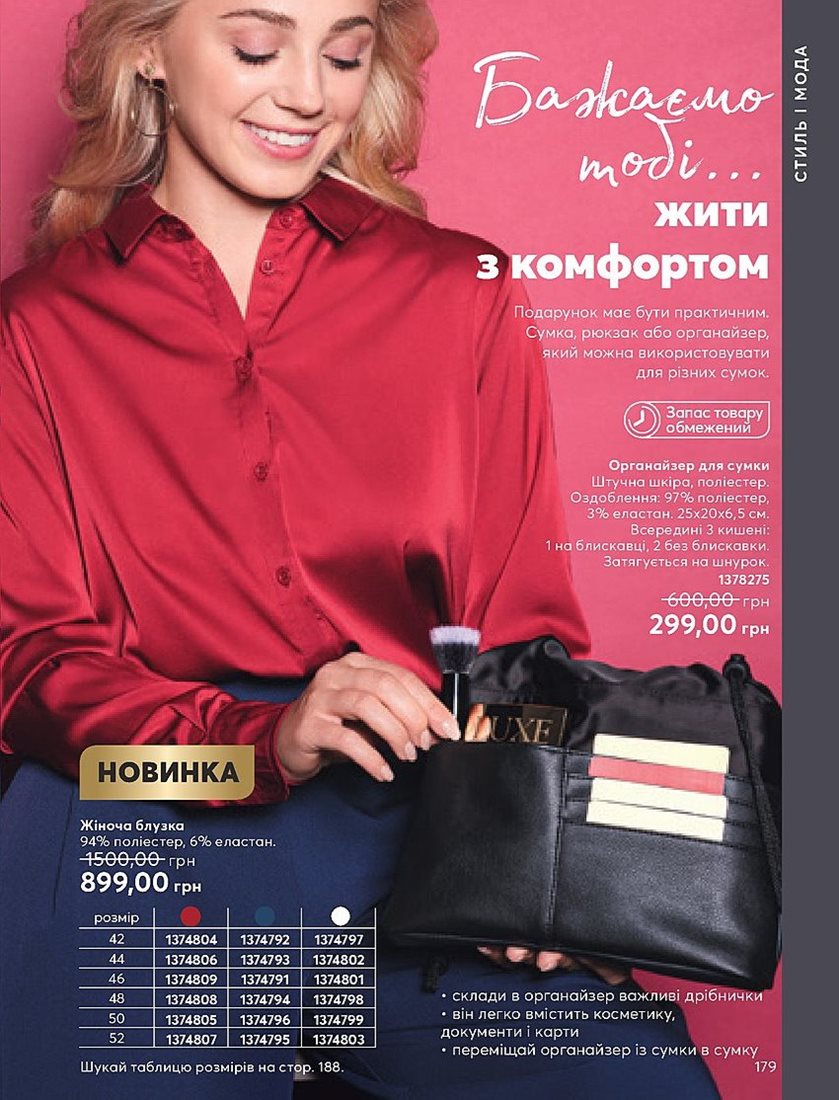 СТИЛЬ І МОДА
Бажаємо
тобі...
жити
з комфортом
Подарунок має бути практичним.
Сумка, рюкзак або органайзер,
який можна використовувати
для різних сумок.
Запас товару
обмежений
Органайзер для сумки
Штучна шкіра, поліестер.
Оздоблення: 97% поліестер,
3% еластан. 25х20х6,5 см.
Всередині 3 кишені:
1 на блискавці, 2 без блискавки.
Затягується на шнурок.
1378275
600,00 грн
299,00 грн
LUXE
НОВИНКА
Жіноча блузка
94% поліестер, 6% еластан.
1500,00 грн
899,00 грн
розмір
42 1374804 1374792 1374797
44 1374806 1374793 1374802
46 1374809 1374791 1374801
48 1374808 1374794 1374798
50 1374805 1374796 1374799
52 1374807 1374795 1374803
Шукай таблицю розмірів на стор. 188.
• склади в органайзер важливі дрібнички
• він легко вмістить косметику,
документи і карти
• переміщай органайзер із сумки в сумку
179